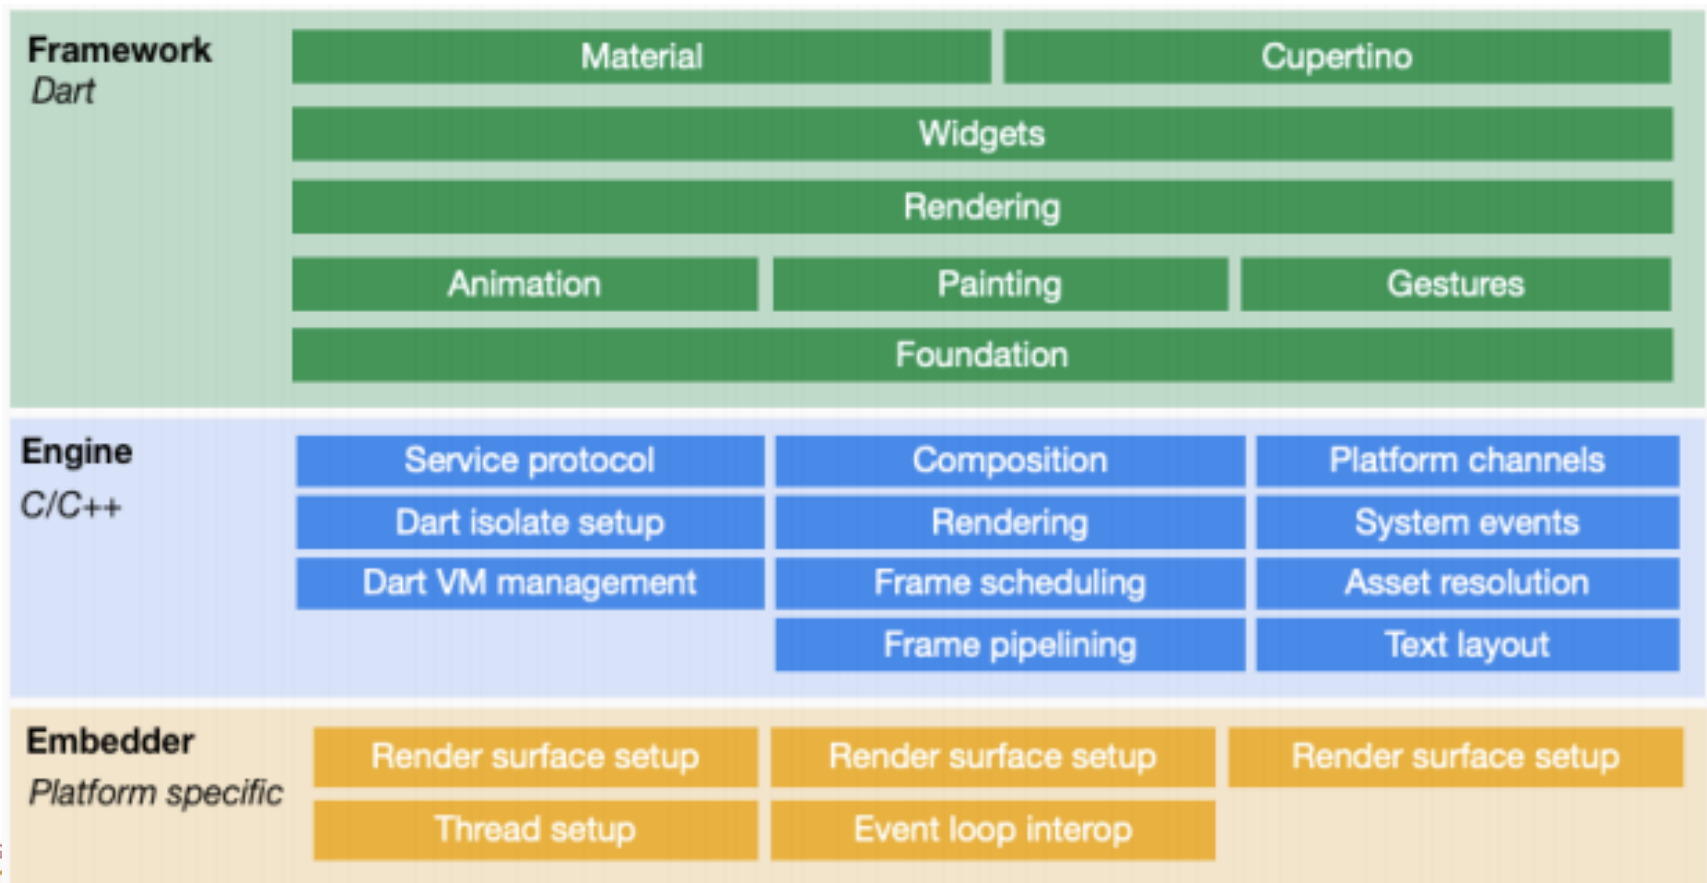 Framework
Dart
Material
Cupertino
Widgets
Rendering
Animation
Painting
Gestures
Foundation
Engine
C/C++
Service protocol
Composition
Platform channels
Dart isolate setup
Rendering
System events
Dart VM management
Frame scheduling
Asset resolution
Frame pipelining
Text layout
Embedder
Platform specific
Render surface setup
Render surface setup
Render surface setup
Thread setup
Event loop interop